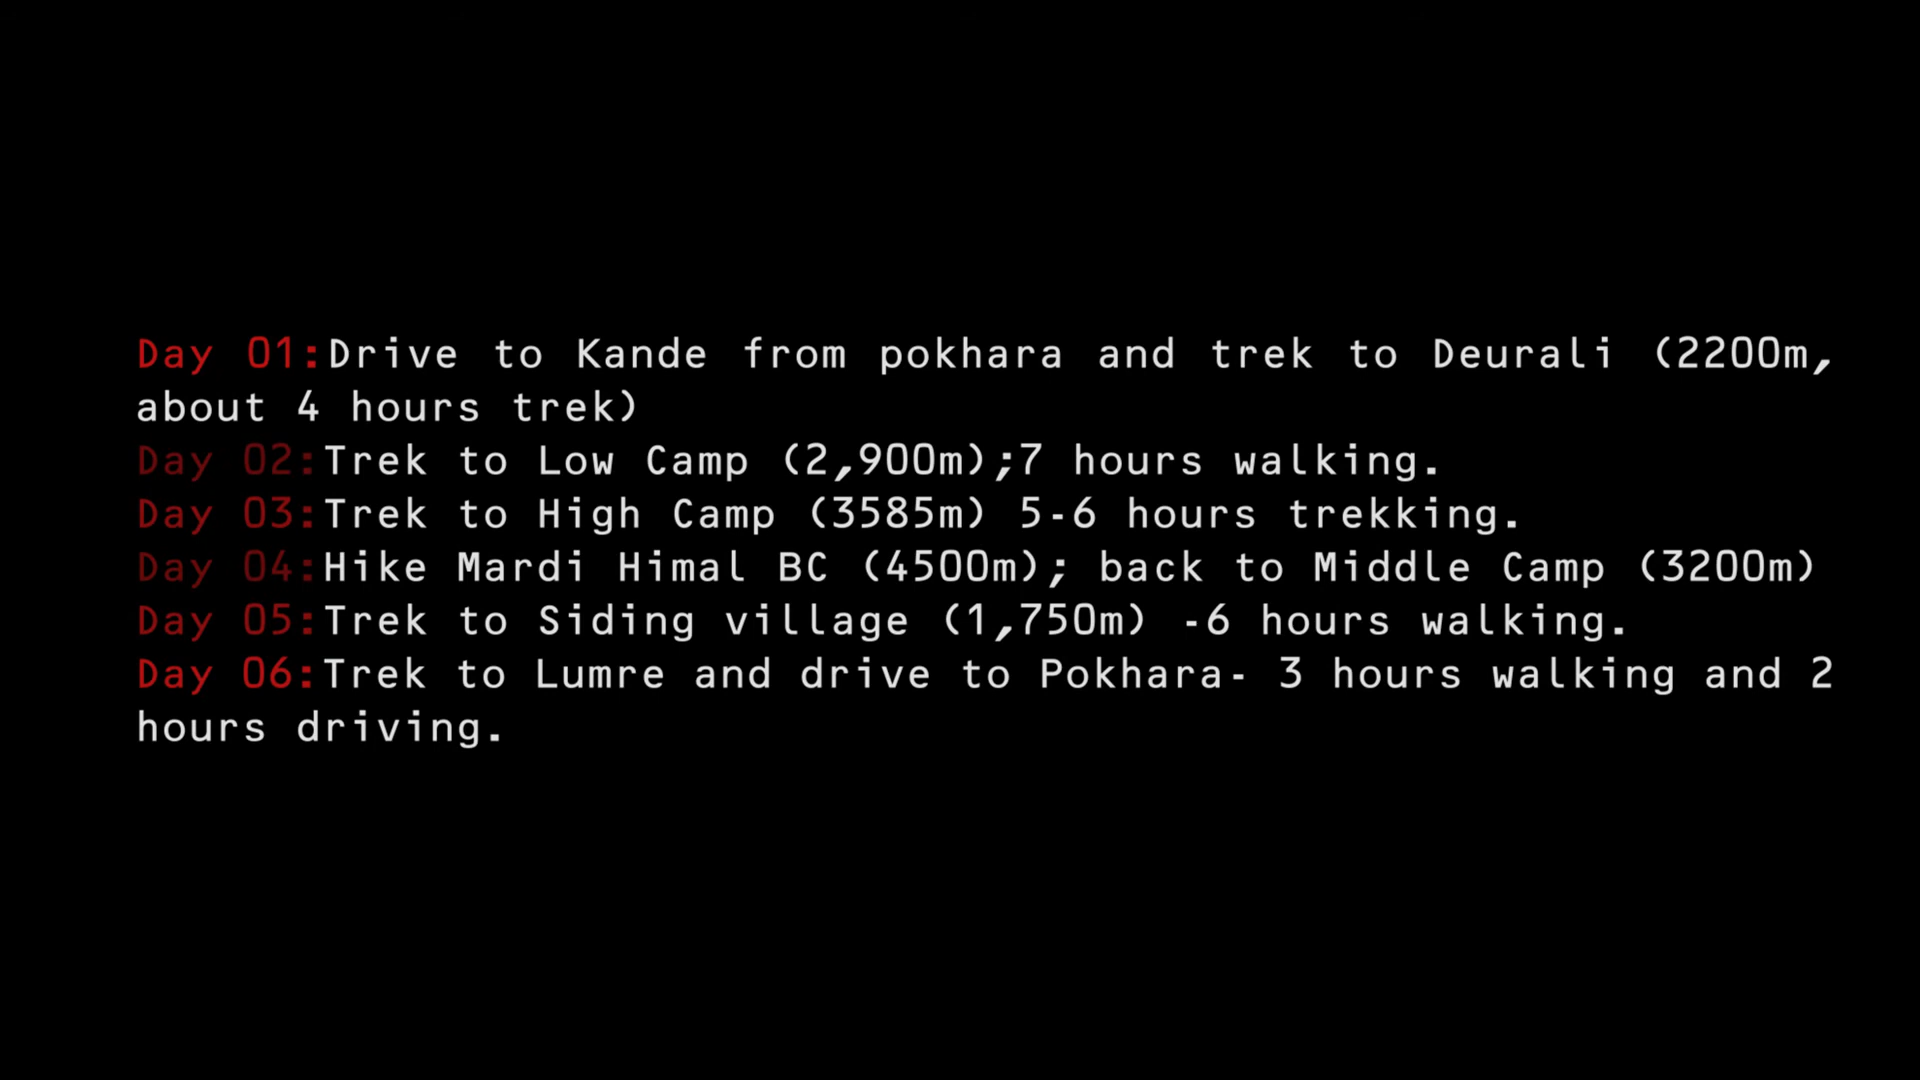 Day 01:Drive to Kande from pokhara and trek to Deurali (2200m,
about 4 hours trek)
Day 02:Trek to Low Camp (2,900m);7 hours walking.
Day 03:Trek to High Camp (3585m) 5-6 hours trekking.
Day 04:Hike Mardi Himal BC (4500m); back to Middle Camp (3200m)
Day 05:Trek to Siding village (1,750m) -6 hours walking.
Day 06:Trek to Lumre and drive to Pokhara- 3 hours walking and 2
hours driving.